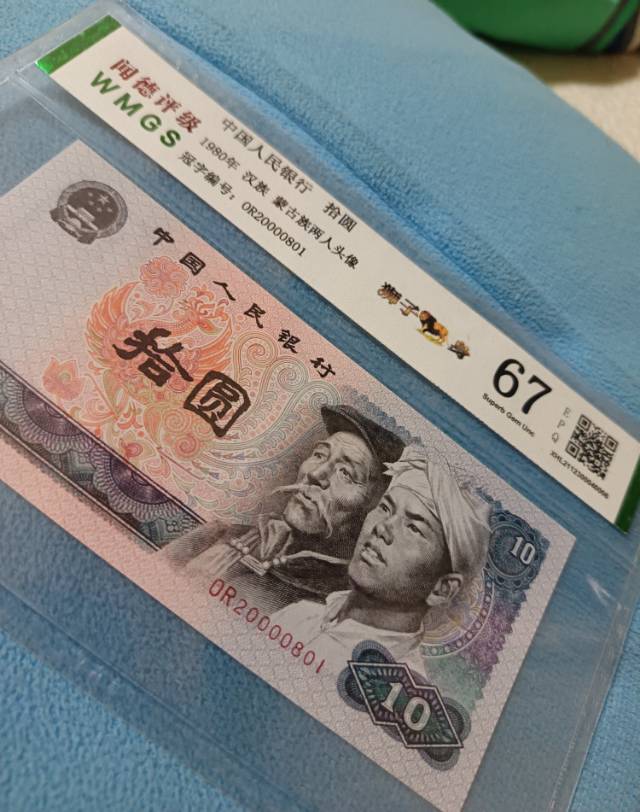 闻德评级
WMGS
中国人民银行 拾圆
1980年 汉族 蒙古族两人头像
冠字编号: OR20000801
狮子号
67
Superb Gem Unc
E P Q
中国人民银行
拾圆
OR20000801
10
10